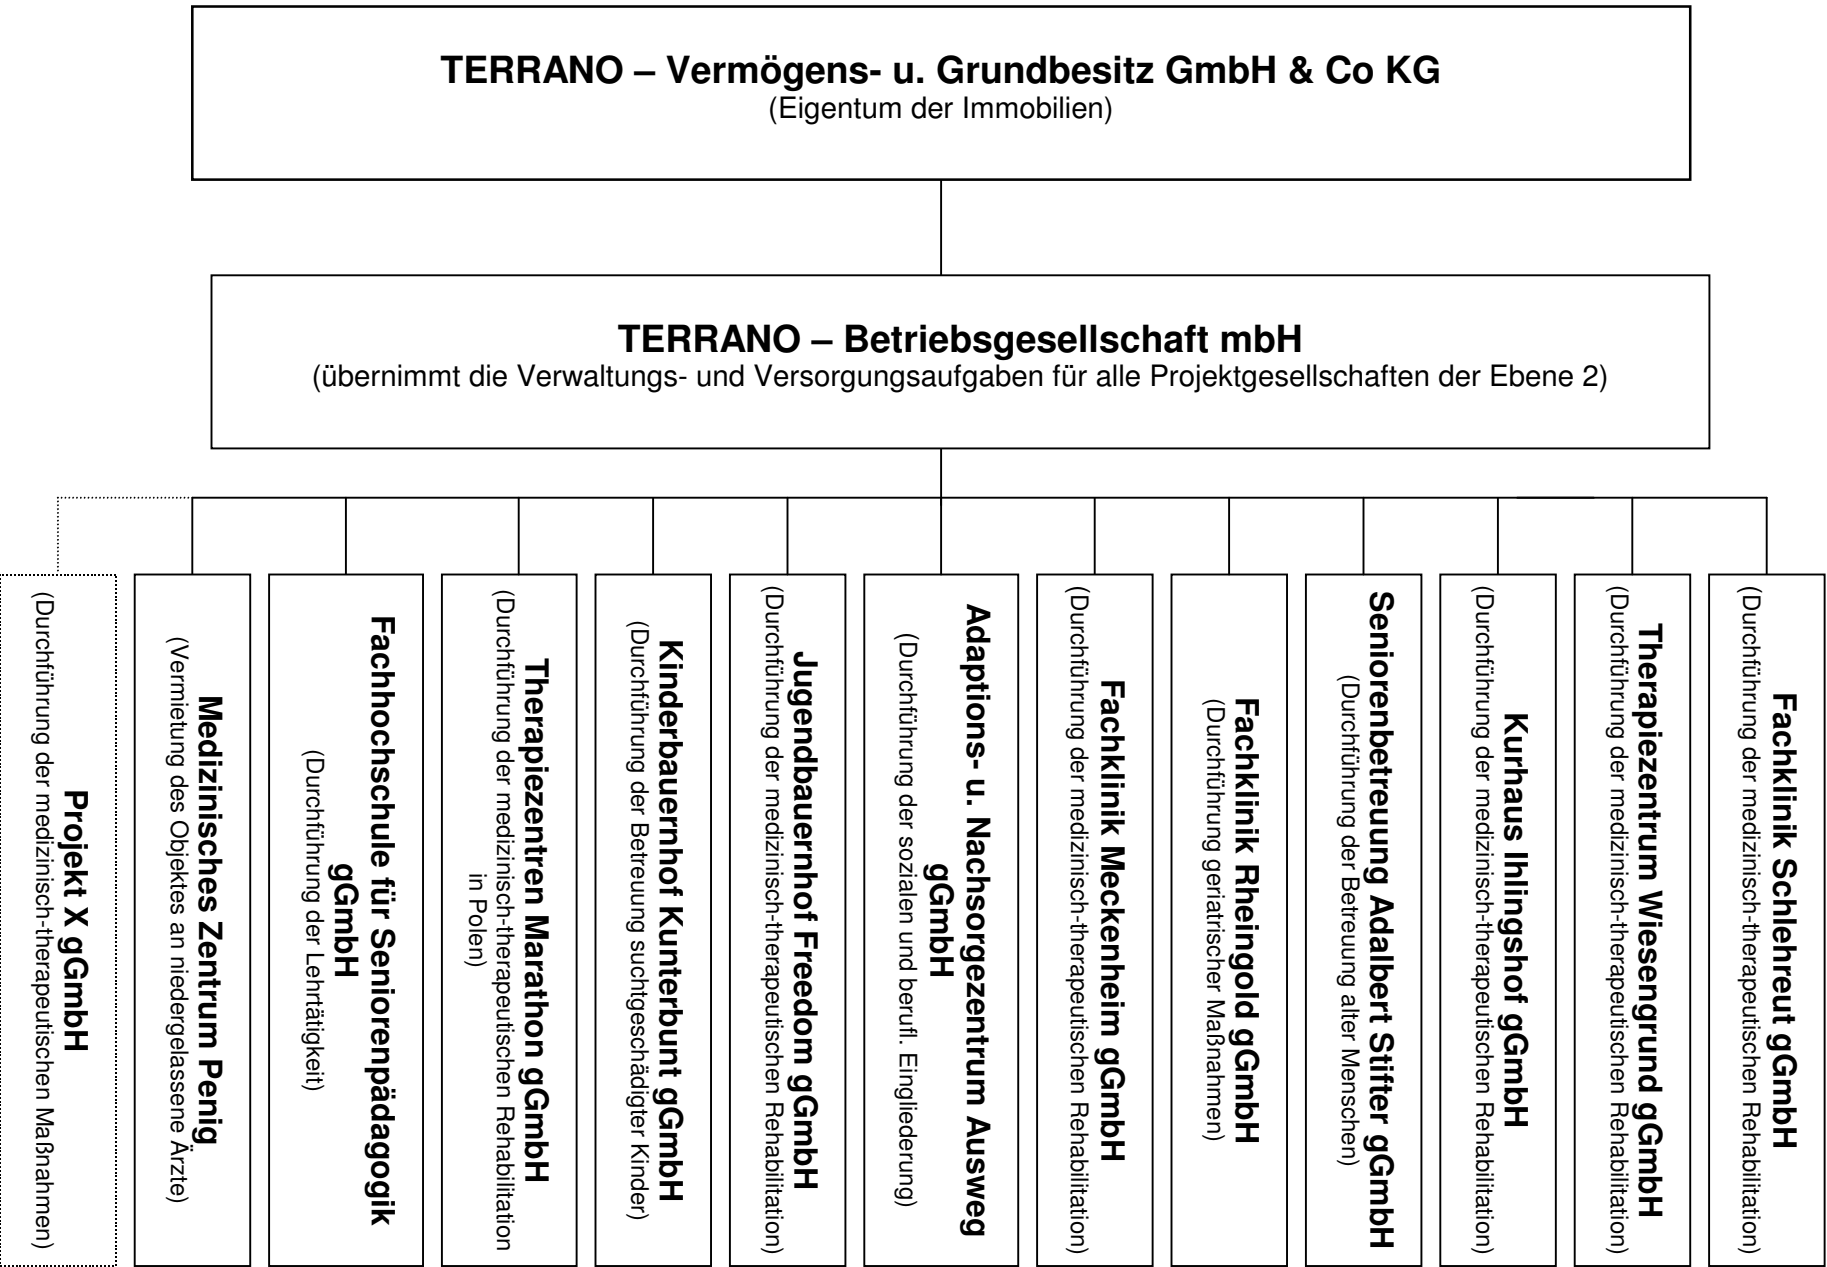 TERRANO – Vermögens- u. Grundbesitz GmbH & Co KG
(Eigentum der Immobilien)
TERRANO – Betriebsgesellschaft mbH
(übernimmt die Verwaltungs- und Versorgungsaufgaben für alle Projektgesellschaften der Ebene 2)
Projekt X gGmbH
(Durchführung der medizinisch-therapeutischen Maßnahmen)
Medizinisches Zentrum Penig
(Vermietung des Objektes an niedergelassene Ärzte)
Fachhochschule für Seniorenpädagogik
gGmbH
(Durchführung der Lehrtätigkeit)
Therapiezentren Marathon gGmbH
(Durchführung der medizinisch-therapeutischen Rehabilitation
in Polen)
Kinderbauernhof Kunterbunt gGmbH
(Durchführung der Betreuung suchtgeschädigter Kinder)
Jugendbauernhof Freedom gGmbH
(Durchführung der medizinisch-therapeutischen Rehabilitation)
Adaptions- u. Nachsorgezentrum Ausweg
gGmbH
(Durchführung der sozialen und berufl. Eingliederung)
Fachklinik Meckenheim gGmbH
(Durchführung der medizinisch-therapeutischen Rehabilitation)
Fachklinik Rheingold gGmbH
(Durchführung geriatrischer Maßnahmen)
Seniorenbetreuung Adalbert Stifter gGmbH
(Durchführung der Betreuung alter Menschen)
Kurhaus Ihlingshof gGmbH
(Durchführung der medizinisch-therapeutischen Rehabilitation)
Therapiezentrum Wiesengrund gGmbH
(Durchführung der medizinisch-therapeutischen Rehabilitation)
Fachklinik Schlehreut gGmbH
(Durchführung der medizinisch-therapeutischen Rehabilitation)